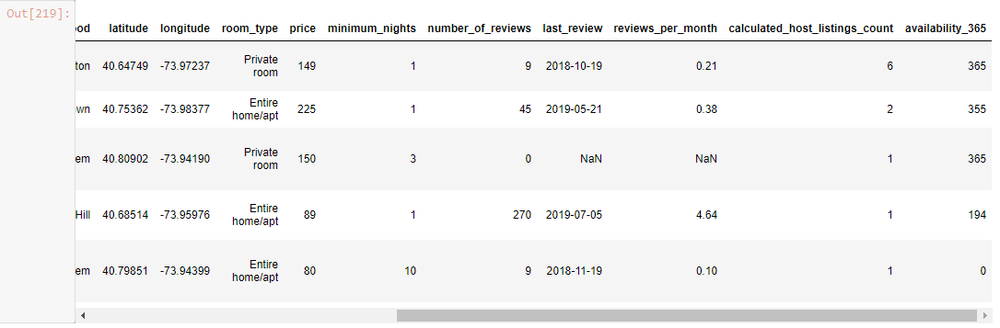 Out[219]:
ood latitude longitude room_type price minimum_nights number_of_reviews last_review reviews_per_month calculated_host_listings_count availability_365
ton 40.64749 -73.97237 Private room 149 1 9 2018-10-19 0.21 6 365
wn 40.75362 -73.98377 Entire home/apt 225 1 45 2019-05-21 0.38 2 355
em 40.80902 -73.94190 Private room 150 3 0 NaN NaN 1 365
Hill 40.68514 -73.95976 Entire home/apt 89 1 270 2019-07-05 4.64 1 194
em 40.79851 -73.94399 Entire home/apt 80 10 9 2018-11-19 0.10 1 0